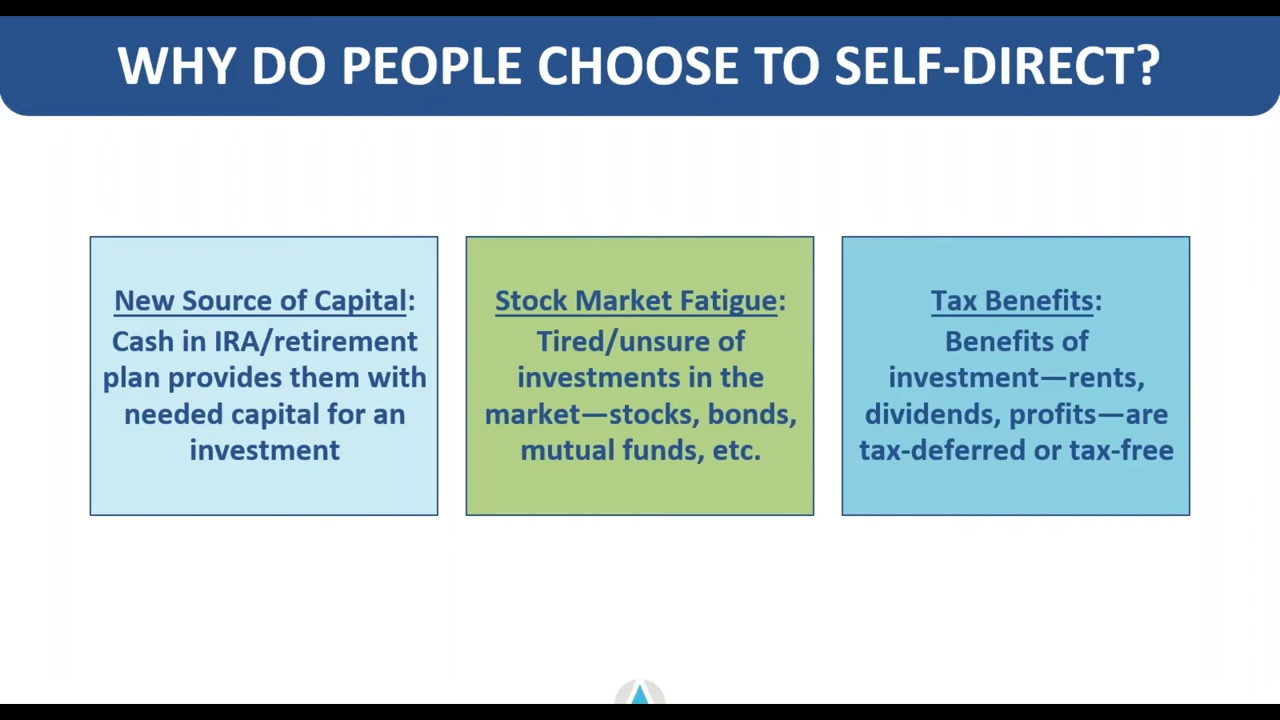 WHY DO PEOPLE CHOOSE TO SELF-DIRECT?
New Source of Capital:
Cash in IRA/retirement
plan provides them with
needed capital for an
investment
Stock Market Fatigue:
Tired/unsure of
investments in the
market—stocks, bonds,
mutual funds, etc.
Tax Benefits:
Benefits of
investment—rents,
dividends, profits—are
tax-deferred or tax-free